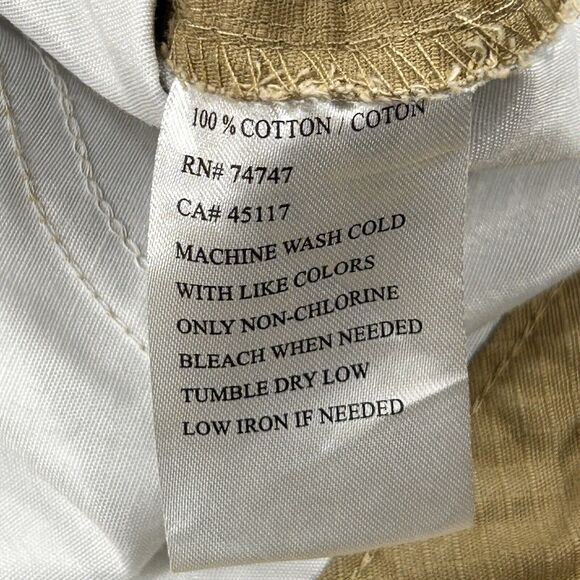 100 % COTTON / COTON
RN# 74747
CA# 45117
MACHINE WASH COLD
WITH LIKE COLORS
ONLY NON-CHLORINE
BLEACH WHEN NEEDED
TUMBLE DRY LOW
LOW IRON IF NEEDED